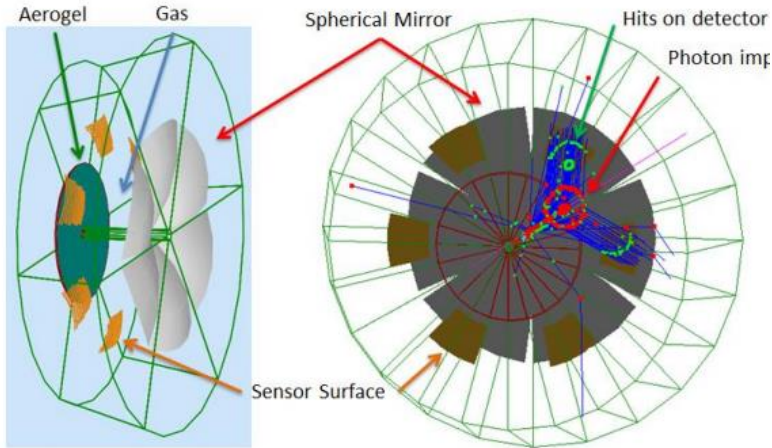 Aerogel
Gas
Spherical Mirror
Hits on detector
Photon imp
Sensor Surface